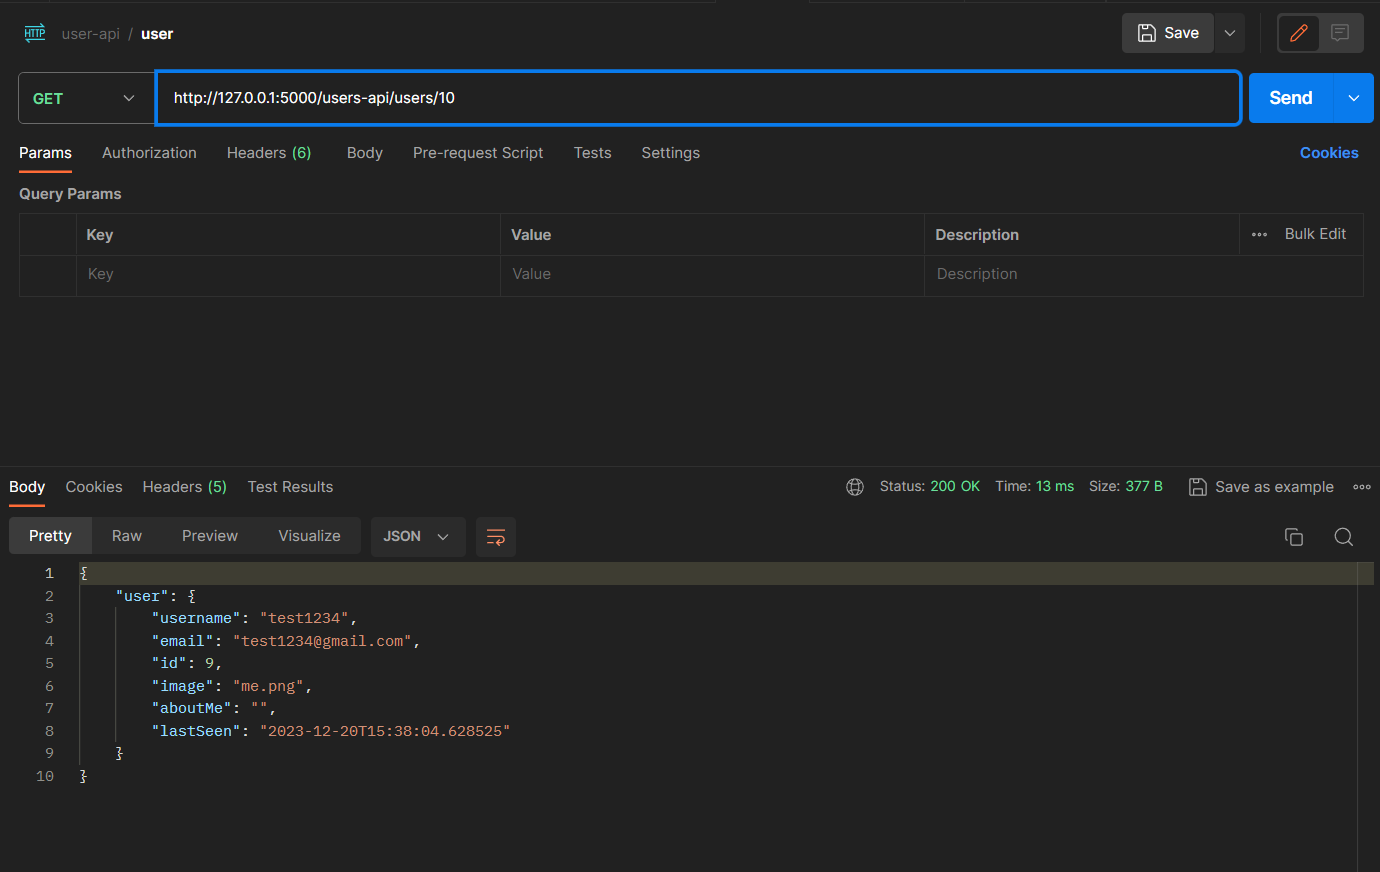 HTTP user-api / user Save
GET http://127.0.0.1:5000/users-api/users/10 Send
Params Authorization Headers (6) Body Pre-request Script Tests Settings Cookies
Query Params
Key Value Description ••• Bulk Edit
Key Value Description
Body Cookies Headers (5) Test Results Status: 200 OK Time: 13 ms Size: 377 B Save as example •••
Pretty Raw Preview Visualize JSON
1 {
2 "user": {
3 "username": "test1234",
4 "email": "test1234@gmail.com",
5 "id": 9,
6 "image": "me.png",
7 "aboutMe": "",
8 "lastSeen": "2023-12-20T15:38:04.628525"
9 }
10 }